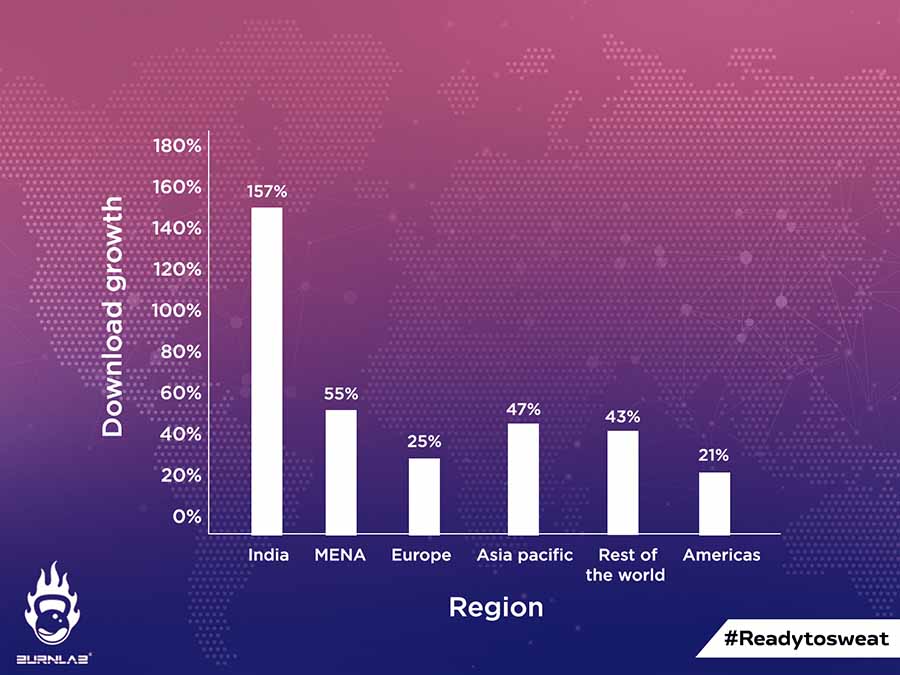 180%
160%
140%
120%
100%
80%
60%
40%
20%
0%
Download growth
157%
55%
25%
47%
43%
21%
India
MENA
Europe
Asia pacific
Rest of
the world
Americas
Region
BURNLAB
#Readytosweat